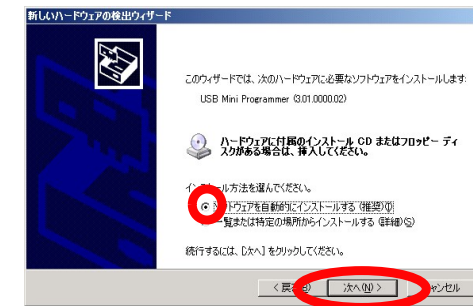 新しいハードウェアの検出ウィザード
このウィザードでは、次のハードウェアに必要なソフトウェアをインストールします:
USB Mini Programmer (3.01.0000.02)
ハードウェアに付属のインストール CD またはフロッピー ディ
スクがある場合は、挿入してください。
インストール方法を選んでください。
ソフトウェアを自動的にインストールする (推奨)(I)
一覧または特定の場所からインストールする (詳細)(S)
続行するには、[次へ] をクリックしてください。
< 戻る(B) 次へ(N) > キャンセル